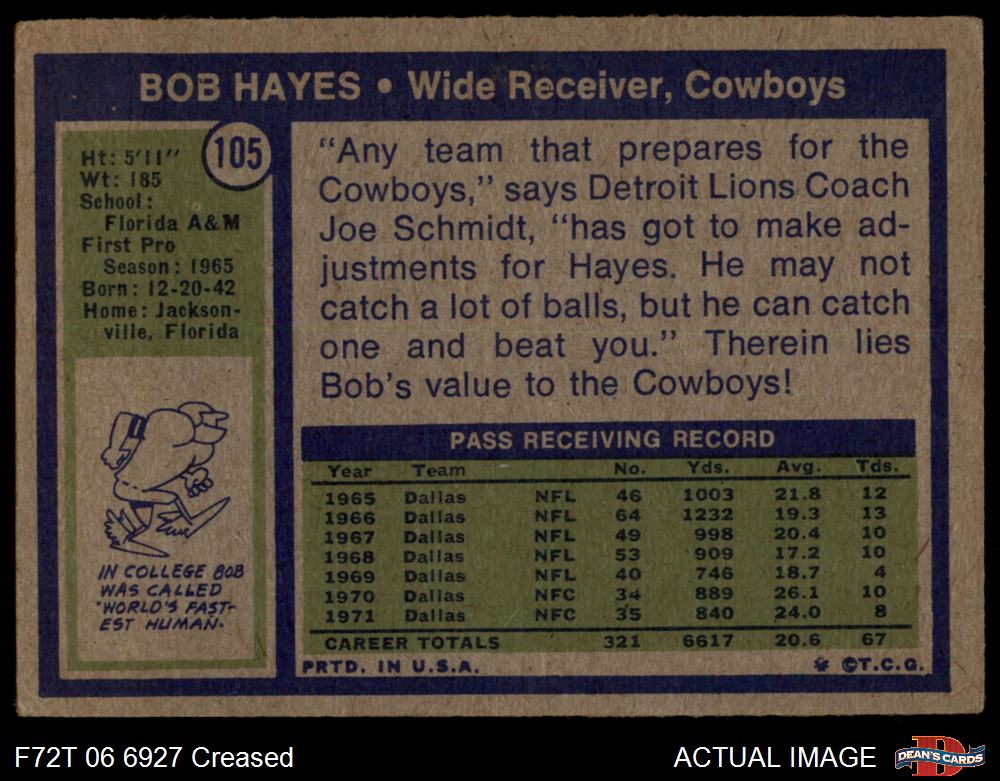 BOB HAYES • Wide Receiver, Cowboys
105
Ht: 5'11"
Wt: 185
School:
Florida A&M
First Pro
Season: 1965
Born: 12-20-42
Home: Jackson-
ville, Florida
IN COLLEGE BOB
WAS CALLED
"WORLD'S FAST-
EST HUMAN.
"Any team that prepares for the
Cowboys," says Detroit Lions Coach
Joe Schmidt, "has got to make ad-
justments for Hayes. He may not
catch a lot of balls, but he can catch
one and beat you." Therein lies
Bob's value to the Cowboys!
PASS RECEIVING RECORD
Year Team No. Yds. Avg. Tds.
1965 Dallas NFL 46 1003 21.8 12
1966 Dallas NFL 64 1232 19.3 13
1967 Dallas NFL 49 998 20.4 10
1968 Dallas NFL 53 909 17.2 10
1969 Dallas NFL 40 746 18.7 4
1970 Dallas NFC 34 889 26.1 10
1971 Dallas NFC 35 840 24.0 8
CAREER TOTALS 321 6617 20.6 67
PRTD. IN U.S.A. * ©T.C.G.
F72T 06 6927 Creased
ACTUAL IMAGE
D
DEAN'S CARDS